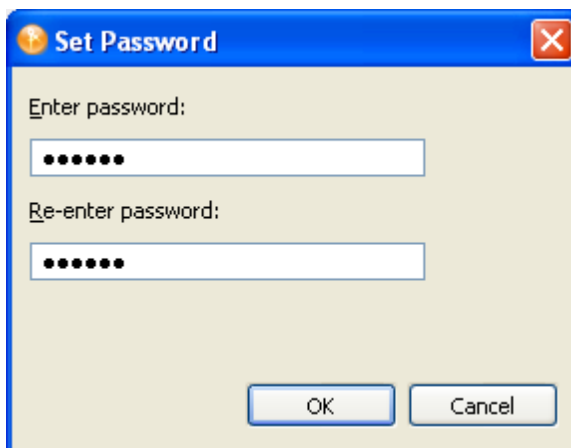 Set Password
Enter password:
●●●●●●
Re-enter password:
●●●●●●
OK Cancel